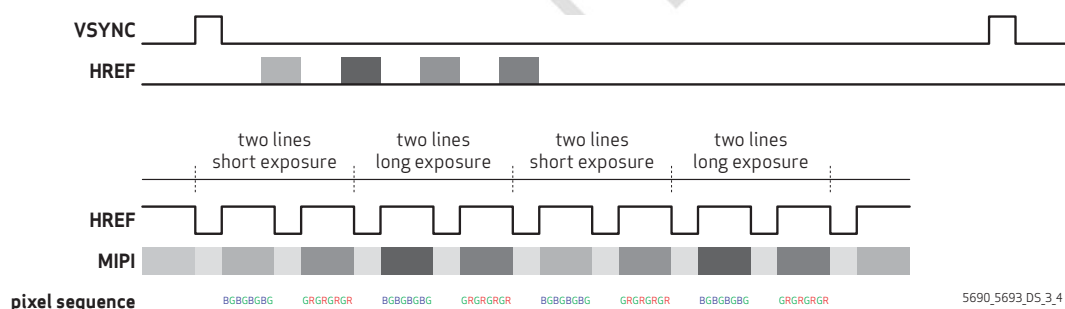 VSYNC
HREF
two lines two lines two lines two lines
short exposure long exposure short exposure long exposure
HREF
MIPI
pixel sequence BGBGBGBG GRGRGRGR BGBGBGBG GRGRGRGR BGBGBGBG GRGRGRGR BGBGBGBG GRGRGRGR 5690_5693_DS_3_4